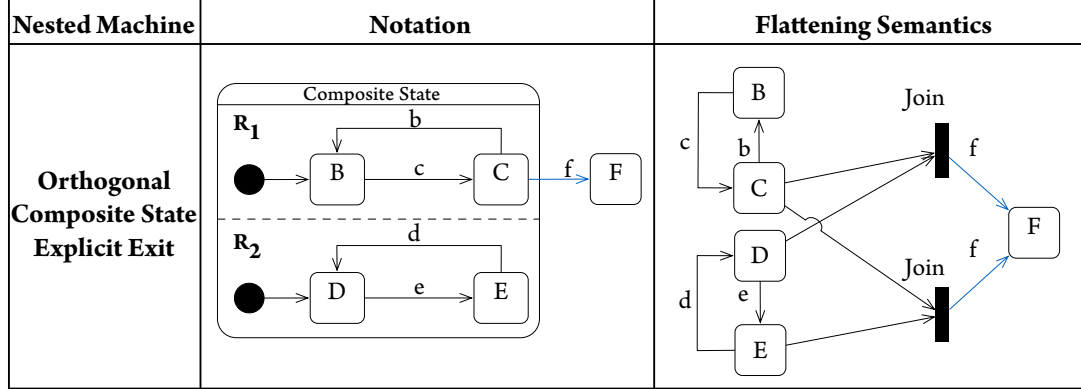 Nested Machine
Notation
Flattening Semantics
Orthogonal
Composite State
Explicit Exit
Composite State
R1
b
B
c
C
f
F
R2
d
D
e
E
B
c
b
C
D
d
e
E
Join
f
Join
f
F